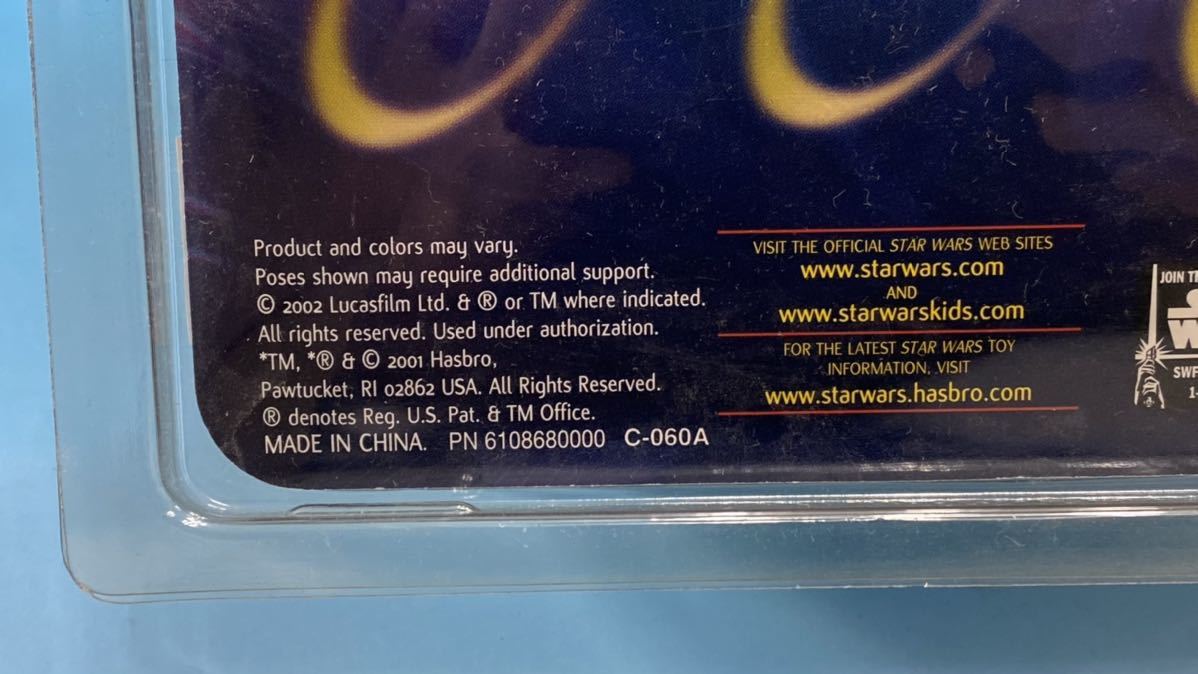 Product and colors may vary.
Poses shown may require additional support.
© 2002 Lucasfilm Ltd. & ® or TM where indicated.
All rights reserved. Used under authorization.
*TM, *® & © 2001 Hasbro,
Pawtucket, RI 02862 USA. All Rights Reserved.
® denotes Reg. U.S. Pat. & TM Office.
MADE IN CHINA. PN 6108680000 C-060A
VISIT THE OFFICIAL STAR WARS WEB SITES
www.starwars.com
AND
www.starwarskids.com
FOR THE LATEST STAR WARS TOY
INFORMATION, VISIT
www.starwars.hasbro.com
JOIN